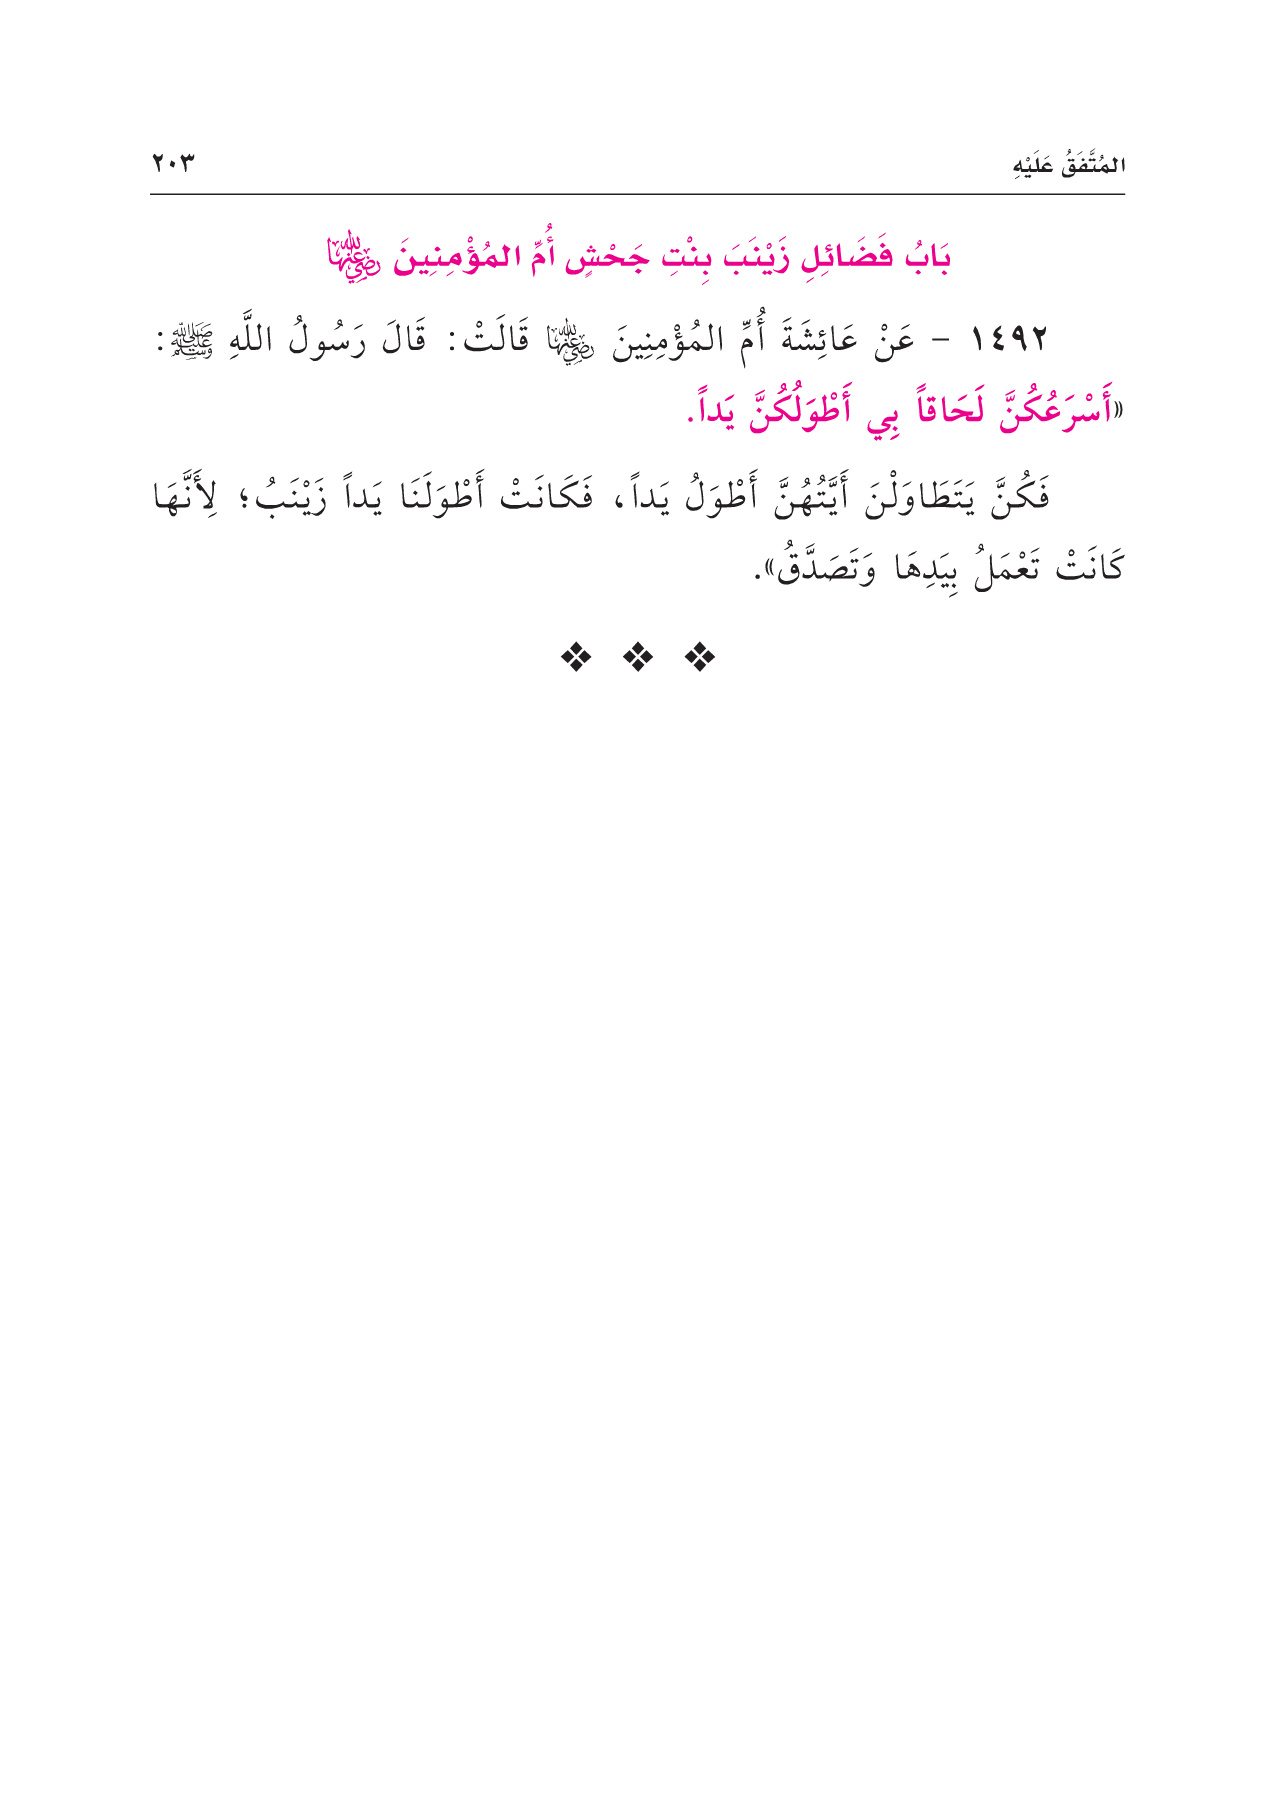 المُتَّفَقُ عَلَيْهِ ٢٠٣
بَابُ فَضَائِلِ زَيْنَبَ بِنْتِ جَحْشٍ أُمِّ المُؤْمِنِينَ رضي الله عنها
١٤٩٢ - عَنْ عَائِشَةَ أُمِّ المُؤْمِنِينَ رضي الله عنها قَالَتْ: قَالَ رَسُولُ اللَّهِ ﷺ:
«أَسْرَعُكُنَّ لَحَاقاً بِي أَطْوَلُكُنَّ يَداً.
فَكُنَّ يَتَطَاوَلْنَ أَيَّتُهُنَّ أَطْوَلُ يَداً، فَكَانَتْ أَطْوَلَنَا يَداً زَيْنَبُ؛ لِأَنَّهَا
كَانَتْ تَعْمَلُ بِيَدِهَا وَتَصَدَّقُ».